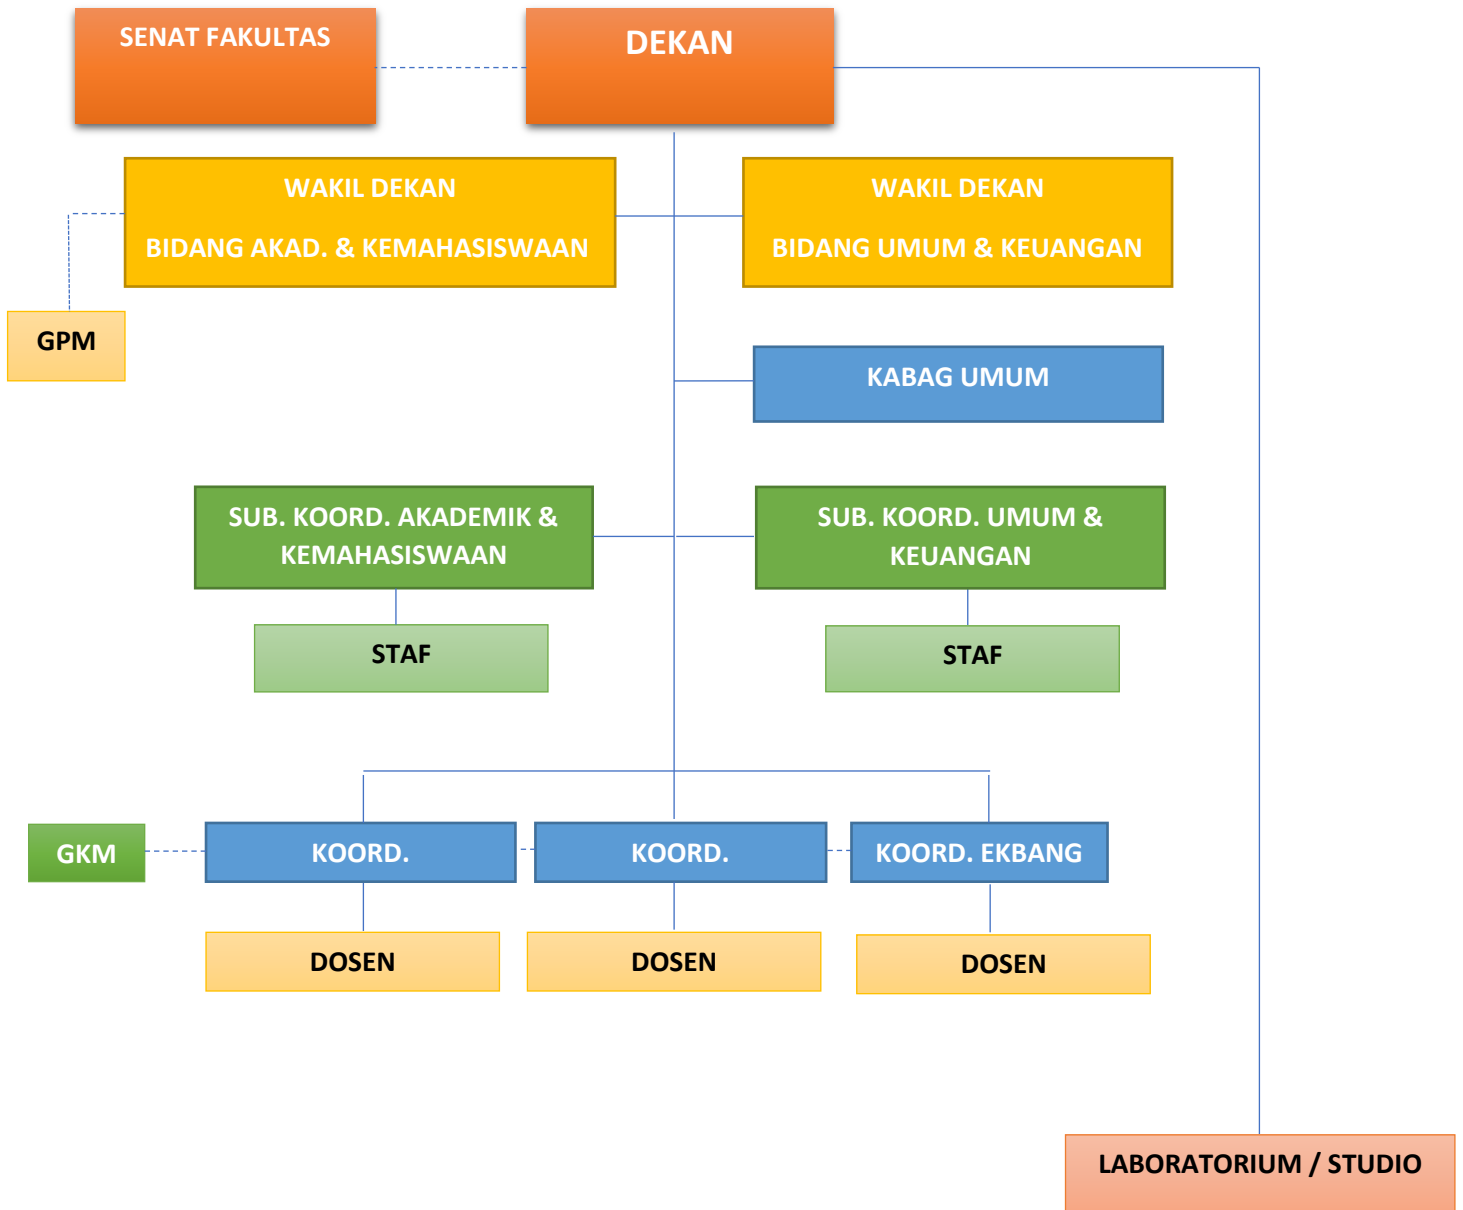 SENAT FAKULTAS
DEKAN
WAKIL DEKAN
BIDANG AKAD. & KEMAHASISWAAN
WAKIL DEKAN
BIDANG UMUM & KEUANGAN
GPM
KABAG UMUM
SUB. KOORD. AKADEMIK &
KEMAHASISWAAN
SUB. KOORD. UMUM &
KEUANGAN
STAF
STAF
GKM
KOORD.
KOORD.
KOORD. EKBANG
DOSEN
DOSEN
DOSEN
LABORATORIUM / STUDIO